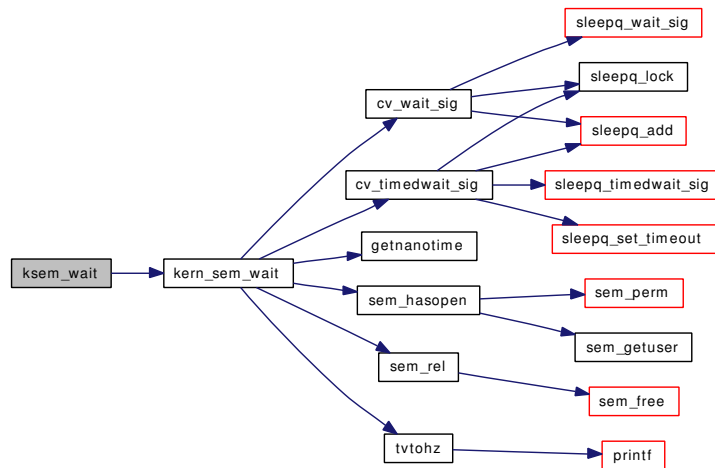 sleepq_wait_sig
sleepq_lock
cv_wait_sig
sleepq_add
cv_timedwait_sig
sleepq_timedwait_sig
sleepq_set_timeout
getnanotime
ksem_wait
kern_sem_wait
sem_hasopen
sem_perm
sem_getuser
sem_rel
sem_free
tvtohz
printf